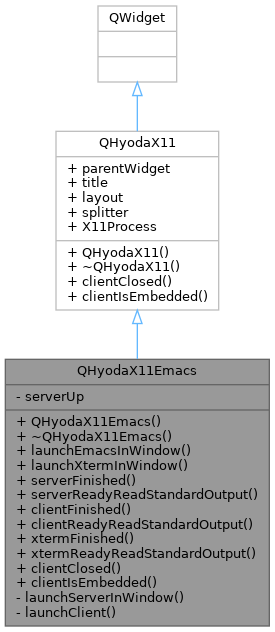 QWidget
QHyodaX11
+ parentWidget
+ title
+ layout
+ splitter
+ X11Process
+ QHyodaX11()
+ ~QHyodaX11()
+ clientClosed()
+ clientIsEmbedded()
QHyodaX11Emacs
- serverUp
+ QHyodaX11Emacs()
+ ~QHyodaX11Emacs()
+ launchEmacsInWindow()
+ launchXtermInWindow()
+ serverFinished()
+ serverReadyReadStandardOutput()
+ clientFinished()
+ clientReadyReadStandardOutput()
+ xtermFinished()
+ xtermReadyReadStandardOutput()
+ clientClosed()
+ clientIsEmbedded()
- launchServerInWindow()
- launchClient()